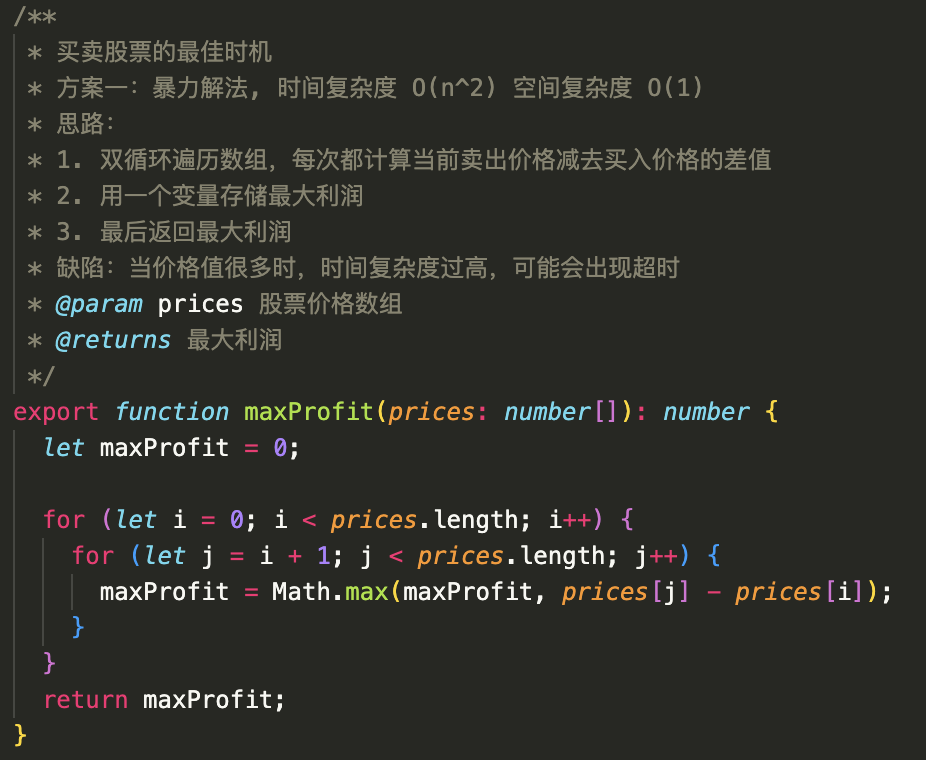 /**
 * 买卖股票的最佳时机
 * 方案一：暴力解法, 时间复杂度 O(n^2) 空间复杂度 O(1)
 * 思路：
 * 1. 双循环遍历数组，每次都计算当前卖出价格减去买入价格的差值
 * 2. 用一个变量存储最大利润
 * 3. 最后返回最大利润
 * 缺陷：当价格值很多时，时间复杂度过高，可能会出现超时
 * @param prices 股票价格数组
 * @returns 最大利润
 */
export function maxProfit(prices: number[]): number {
  let maxProfit = 0;

  for (let i = 0; i < prices.length; i++) {
    for (let j = i + 1; j < prices.length; j++) {
      maxProfit = Math.max(maxProfit, prices[j] - prices[i]);
    }
  }
  return maxProfit;
}